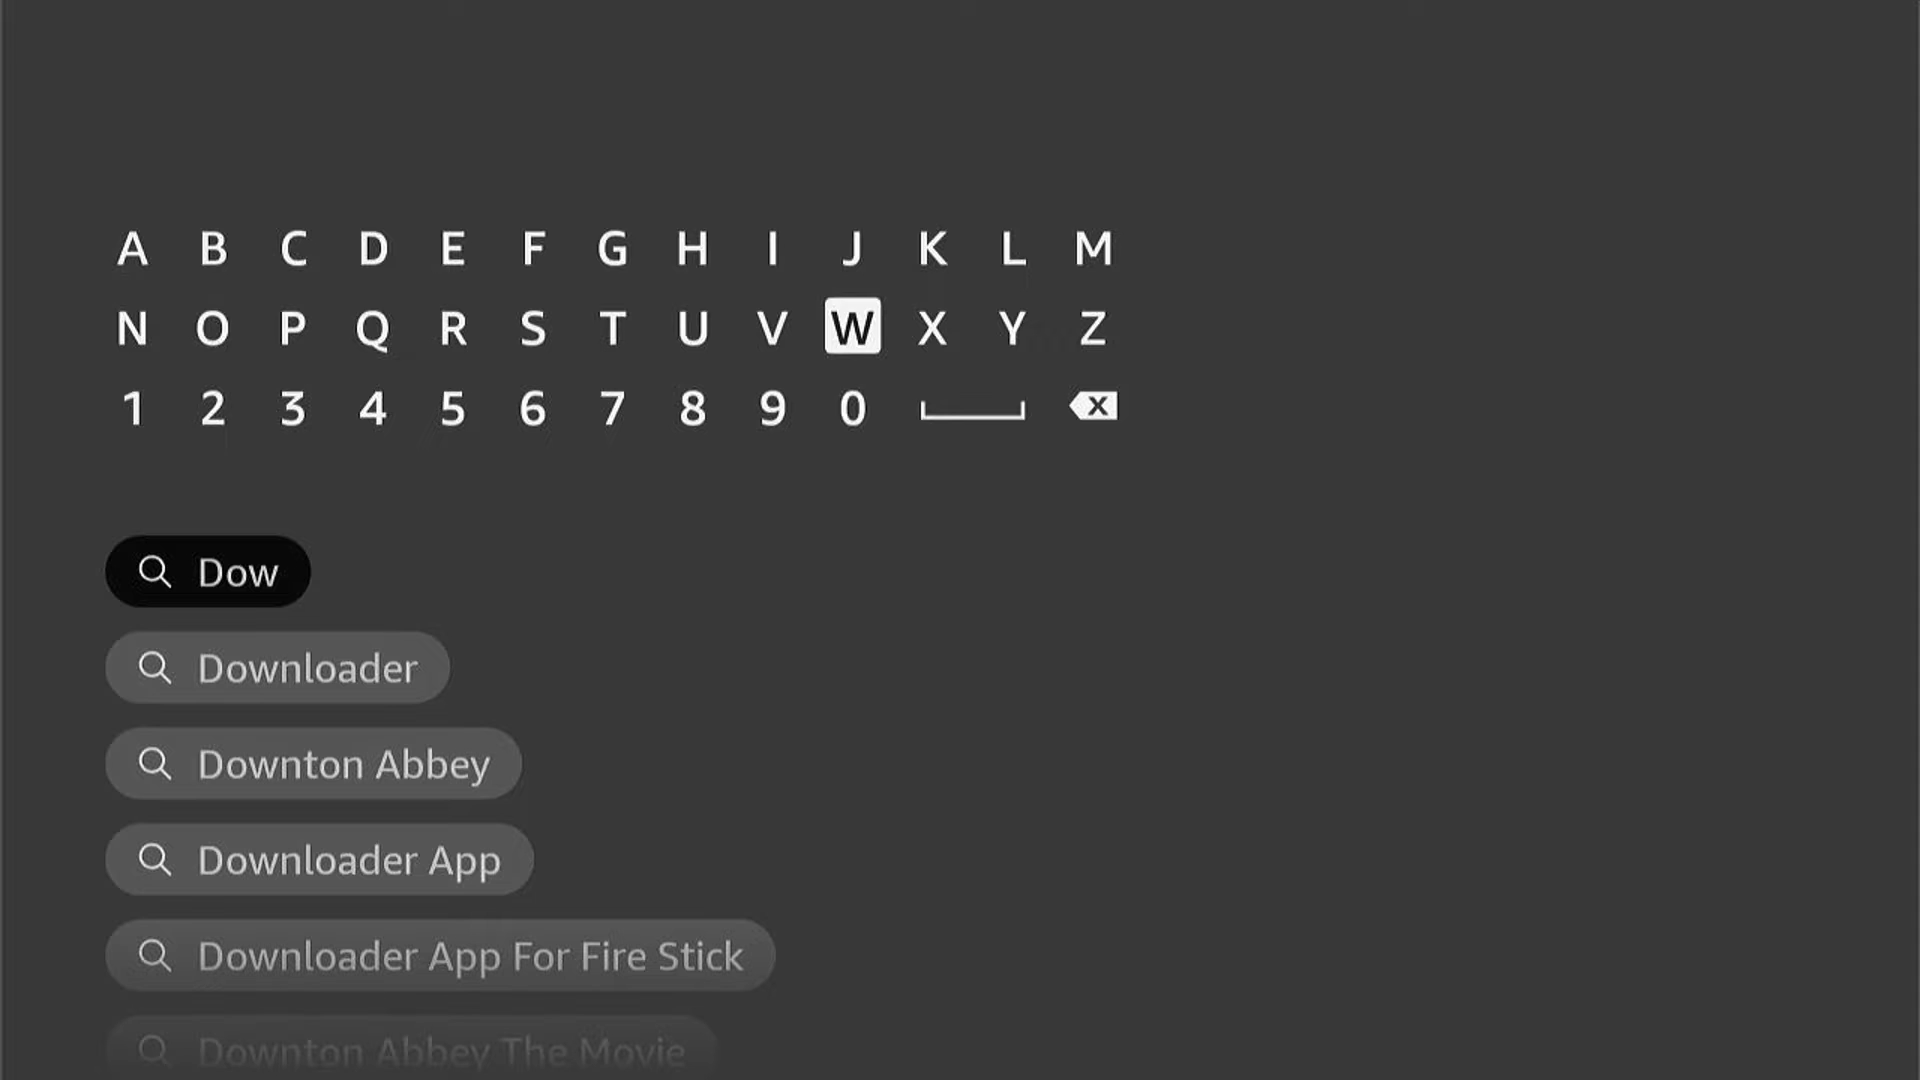 A B C D E F G H I J K L M
N O P Q R S T U V W X Y Z
1 2 3 4 5 6 7 8 9 0
Dow
Downloader
Downton Abbey
Downloader App
Downloader App For Fire Stick
Downton Abbey The Movie